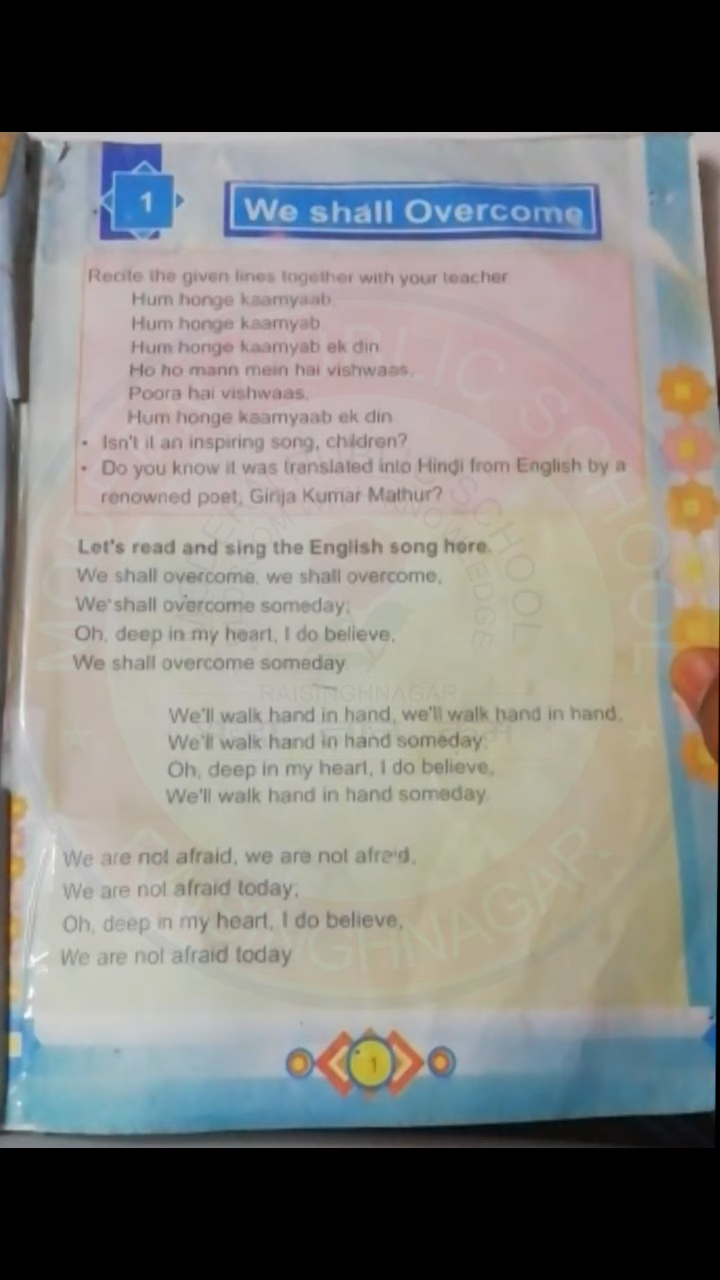 1
We shall Overcome
Recite the given lines together with your teacher
Hum honge kaamyaab
Hum honge kaamyab
Hum honge kaamyab ek din
Ho ho mann mein hai vishwaas,
Poora hai vishwaas,
Hum honge kaamyaab ek din
• Isn't it an inspiring song, children?
• Do you know it was translated into Hindi from English by a
renowned poet, Girija Kumar Mathur?
Let's read and sing the English song here.
We shall overcome, we shall overcome,
We shall overcome someday;
Oh, deep in my heart, I do believe,
We shall overcome someday
RAISINGHNAGAR
We'll walk hand in hand, we'll walk hand in hand,
We'll walk hand in hand someday;
Oh, deep in my heart, I do believe,
We'll walk hand in hand someday
We are not afraid, we are not afraid,
We are not afraid today;
Oh, deep in my heart, I do believe,
We are not afraid today
1